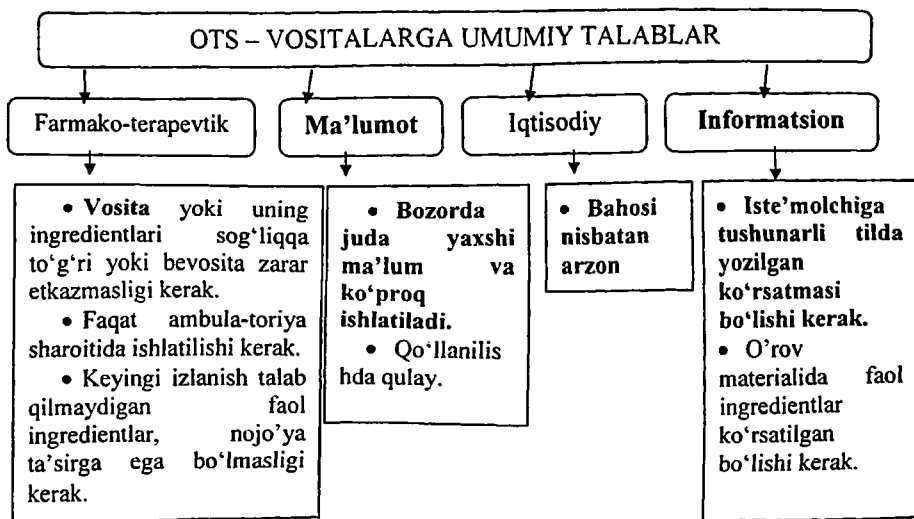 OTS – VOSITALARGA UMUMIY TALABLAR
Farmako-terapevtik
Ma'lumot
Iqtisodiy
Informatsion
• Vosita yoki uning
ingredientlari sog‘liqqa
to‘g‘ri yoki bevosita zarar
etkazmasligi kerak.
• Faqat ambula-toriya
sharoitida ishlatilishi kerak.
• Keyingi izlanish talab
qilmaydigan faol
ingredientlar, nojo'ya
ta'sirga ega bo‘lmasligi
kerak.
• Bozorda
juda yaxshi
ma'lum va
ko‘proq
ishlatiladi.
• Qo‘llanilis
hda qulay.
• Bahosi
nisbatan
arzon
• Iste'molchiga
tushunarli tilda
yozilgan
ko‘rsatmasi
bo‘lishi kerak.
• O'rov
materialida faol
ingredientlar
ko‘rsatilgan
bo‘lishi kerak.